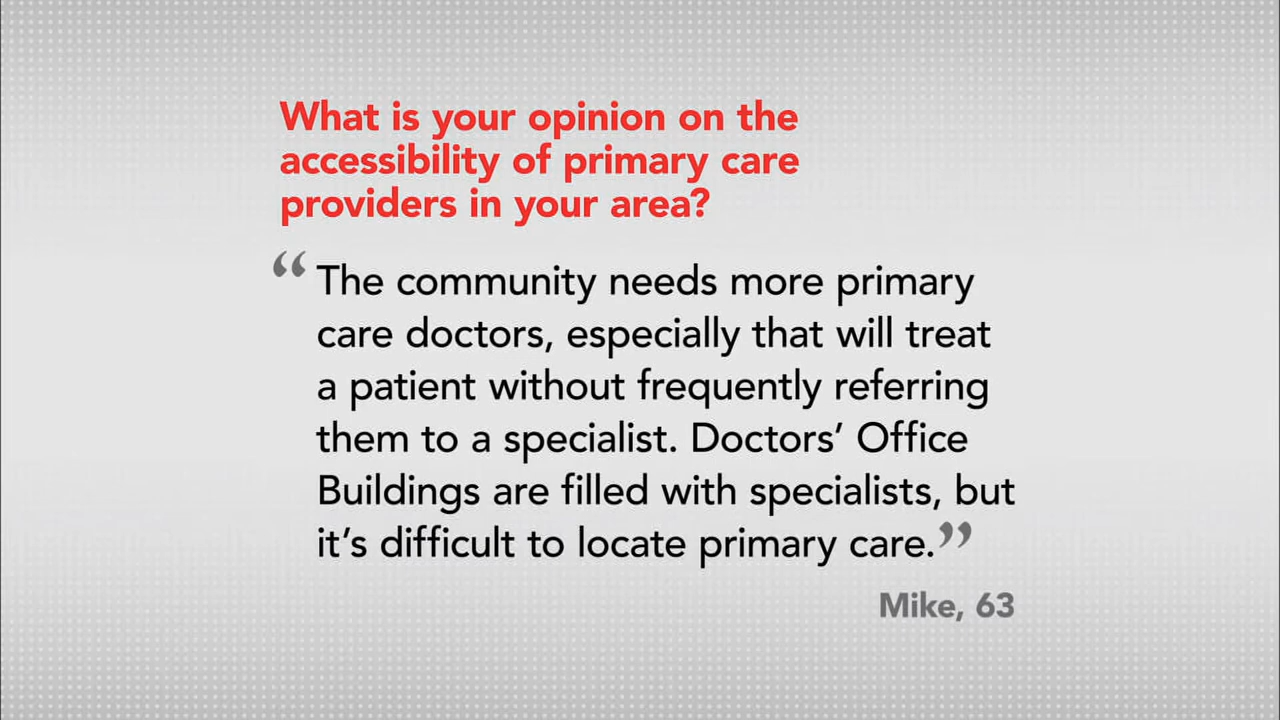 What is your opinion on the
accessibility of primary care
providers in your area?
“The community needs more primary
care doctors, especially that will treat
a patient without frequently referring
them to a specialist. Doctors’ Office
Buildings are filled with specialists, but
it’s difficult to locate primary care.”
Mike, 63